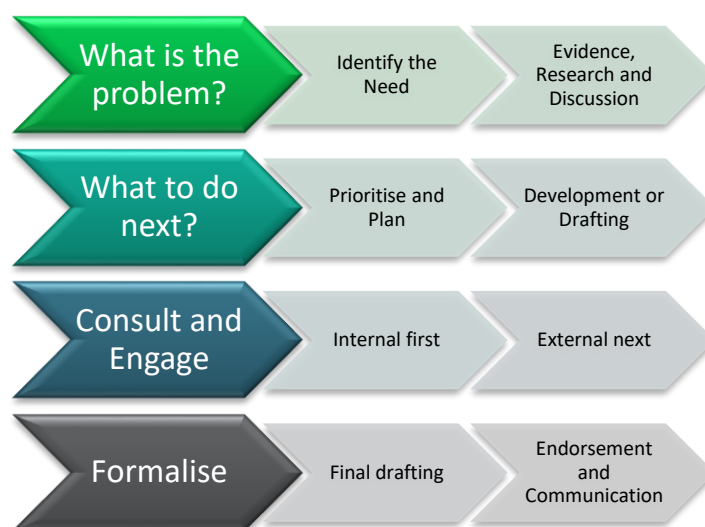 What is the
problem?
Identify the
Need
Evidence,
Research and
Discussion
What to do
next?
Prioritise and
Plan
Development or
Drafting
Consult and
Engage
Internal first
External next
Formalise
Final drafting
Endorsement
and
Communication